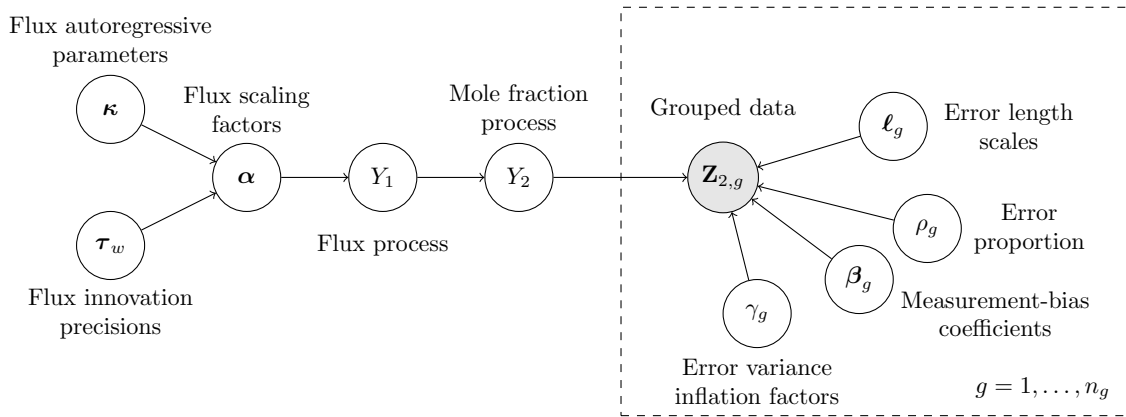 Flux autoregressive
parameters
κ
Flux scaling
factors
α
τ_w
Flux innovation
precisions
Y_1
Flux process
Mole fraction
process
Y_2
Grouped data
Z_{2,g}
ℓ_g
Error length
scales
ρ_g
Error
proportion
β_g
Measurement-bias
coefficients
γ_g
Error variance
inflation factors
g = 1, . . . , n_g